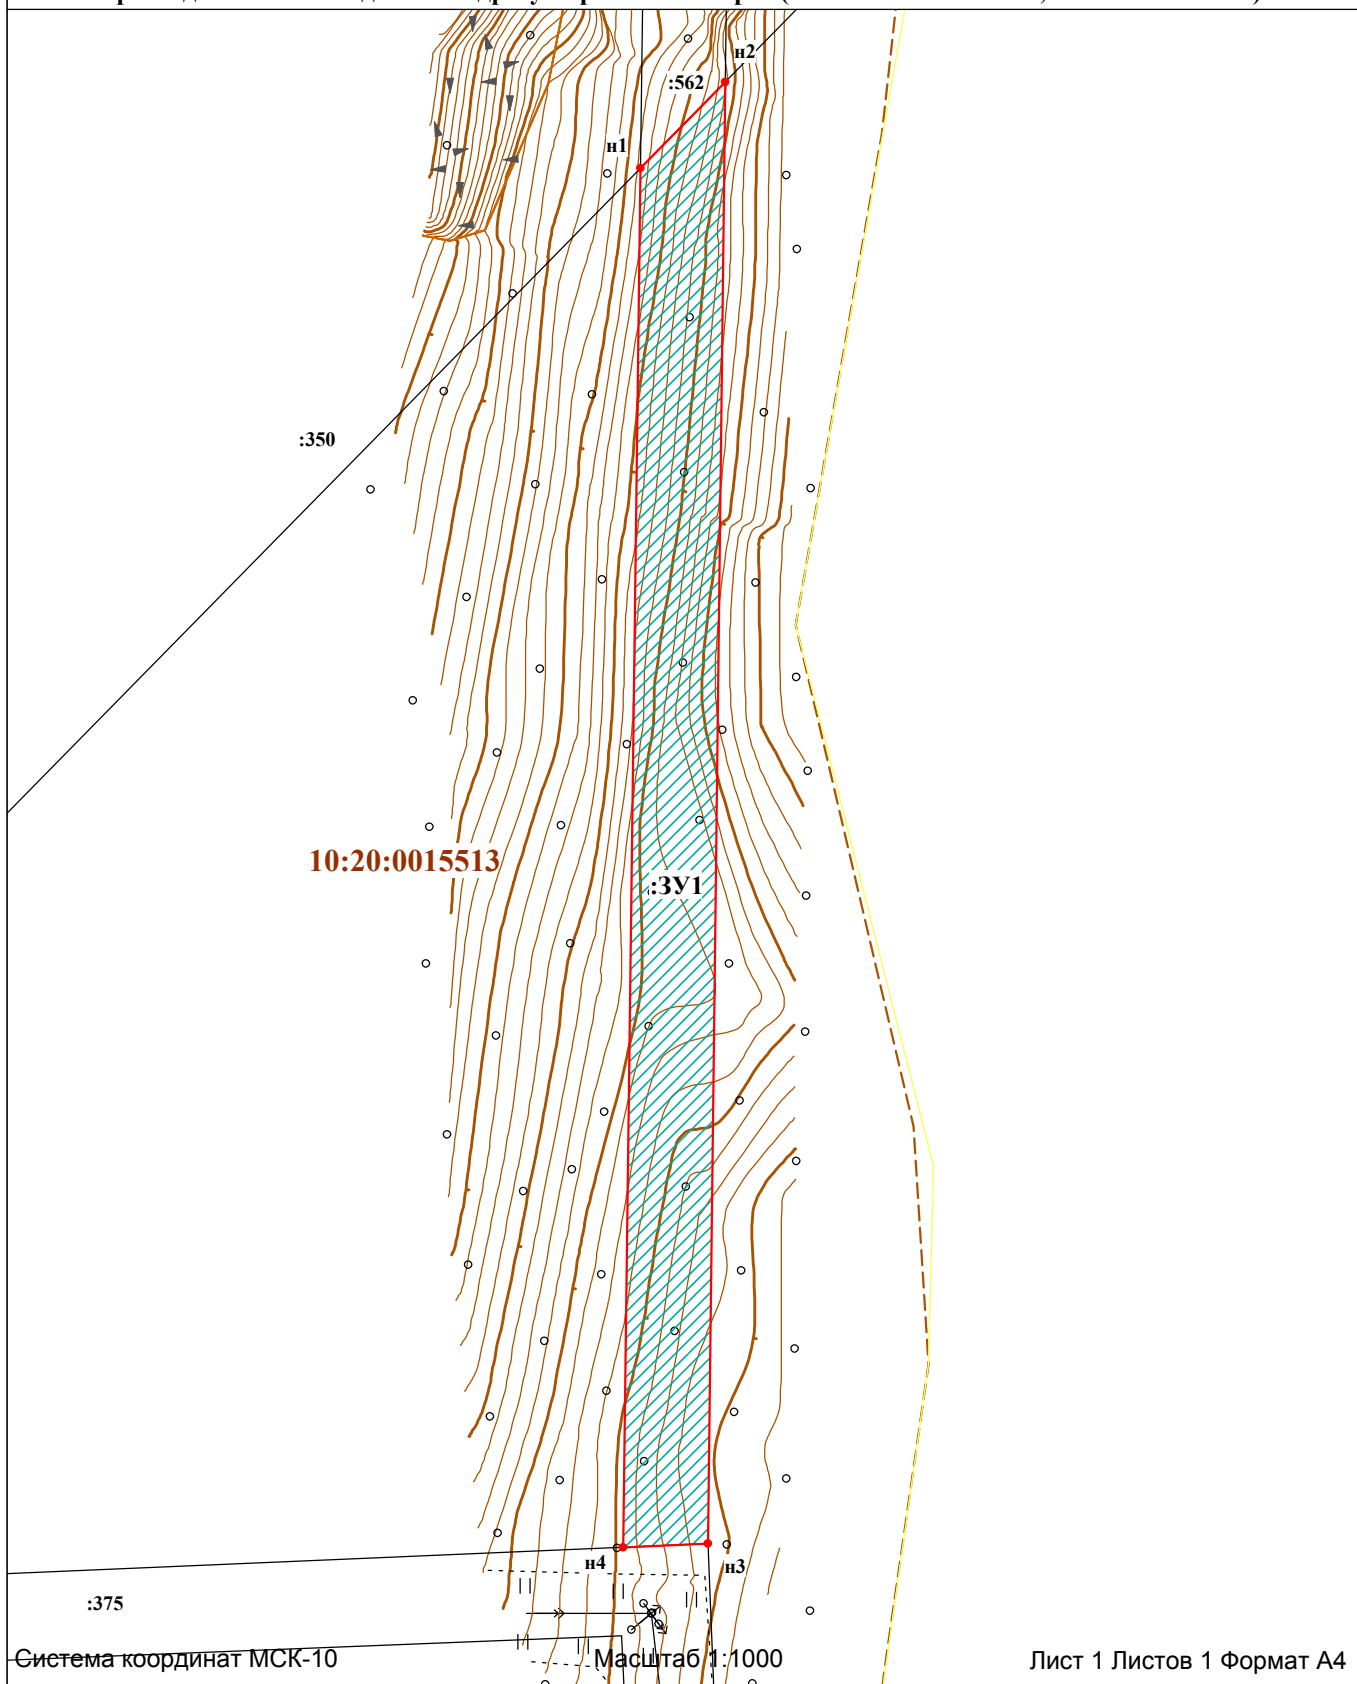 н2
:562
н1
:350
10:20:0015513
:ЗУ1
н4
н3
:375
Система координат МСК-10
Масштаб 1:1000
Лист 1 Листов 1 Формат А4